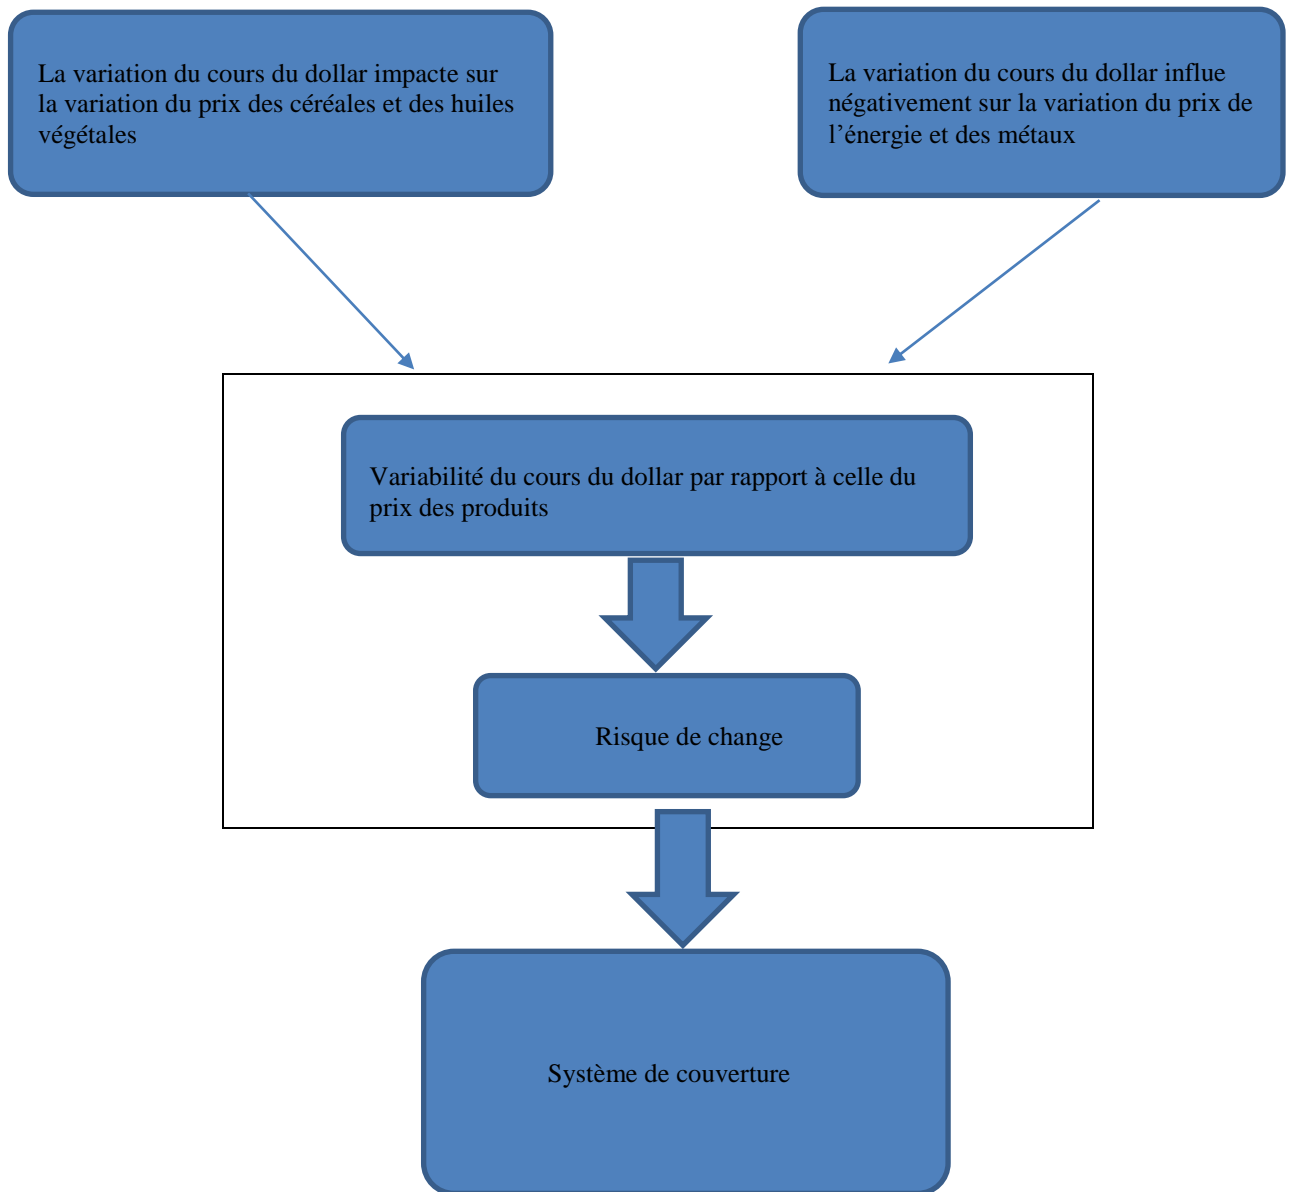 La variation du cours du dollar impacte sur
la variation du prix des céréales et des huiles
végétales
La variation du cours du dollar influe
négativement sur la variation du prix de
l’énergie et des métaux
Variabilité du cours du dollar par rapport à celle du
prix des produits
Risque de change
Système de couverture